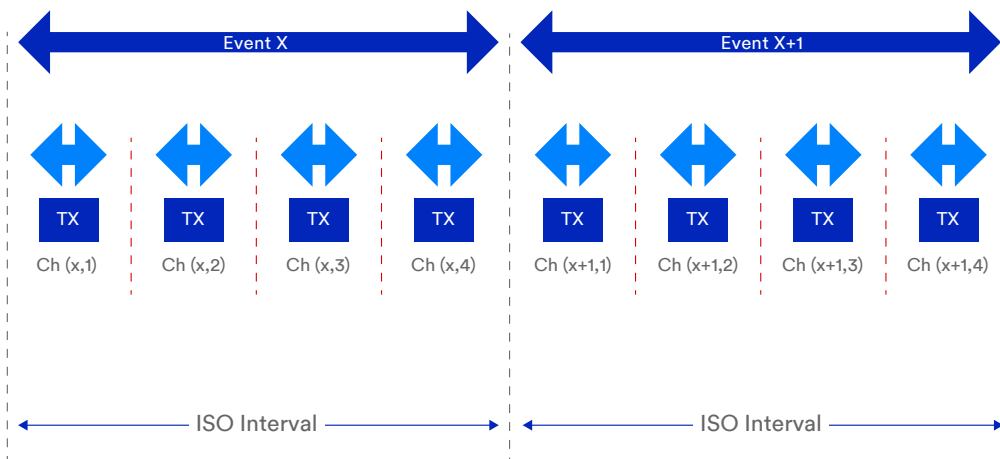 Event X
Event X+1
TX
TX
TX
TX
TX
TX
TX
TX
Ch (x,1)
Ch (x,2)
Ch (x,3)
Ch (x,4)
Ch (x+1,1)
Ch (x+1,2)
Ch (x+1,3)
Ch (x+1,4)
ISO Interval
ISO Interval